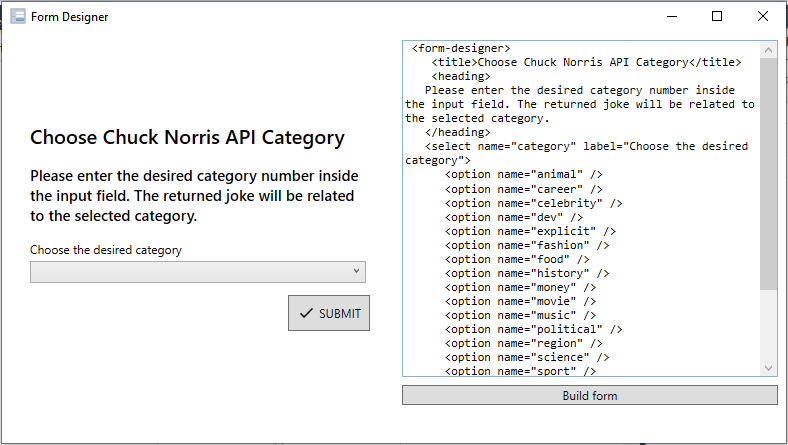 Form Designer
Choose Chuck Norris API Category
Please enter the desired category number inside
the input field. The returned joke will be related
to the selected category.
Choose the desired category
SUBMIT
<form-designer>
<title>Choose Chuck Norris API Category</title>
<heading>
Please enter the desired category number inside
the input field. The returned joke will be related to
the selected category.
</heading>
<select name="category" label="Choose the desired
category">
<option name="animal" />
<option name="career" />
<option name="celebrity" />
<option name="dev" />
<option name="explicit" />
<option name="fashion" />
<option name="food" />
<option name="history" />
<option name="money" />
<option name="movie" />
<option name="music" />
<option name="political" />
<option name="region" />
<option name="science" />
<option name="sport" />
Build form